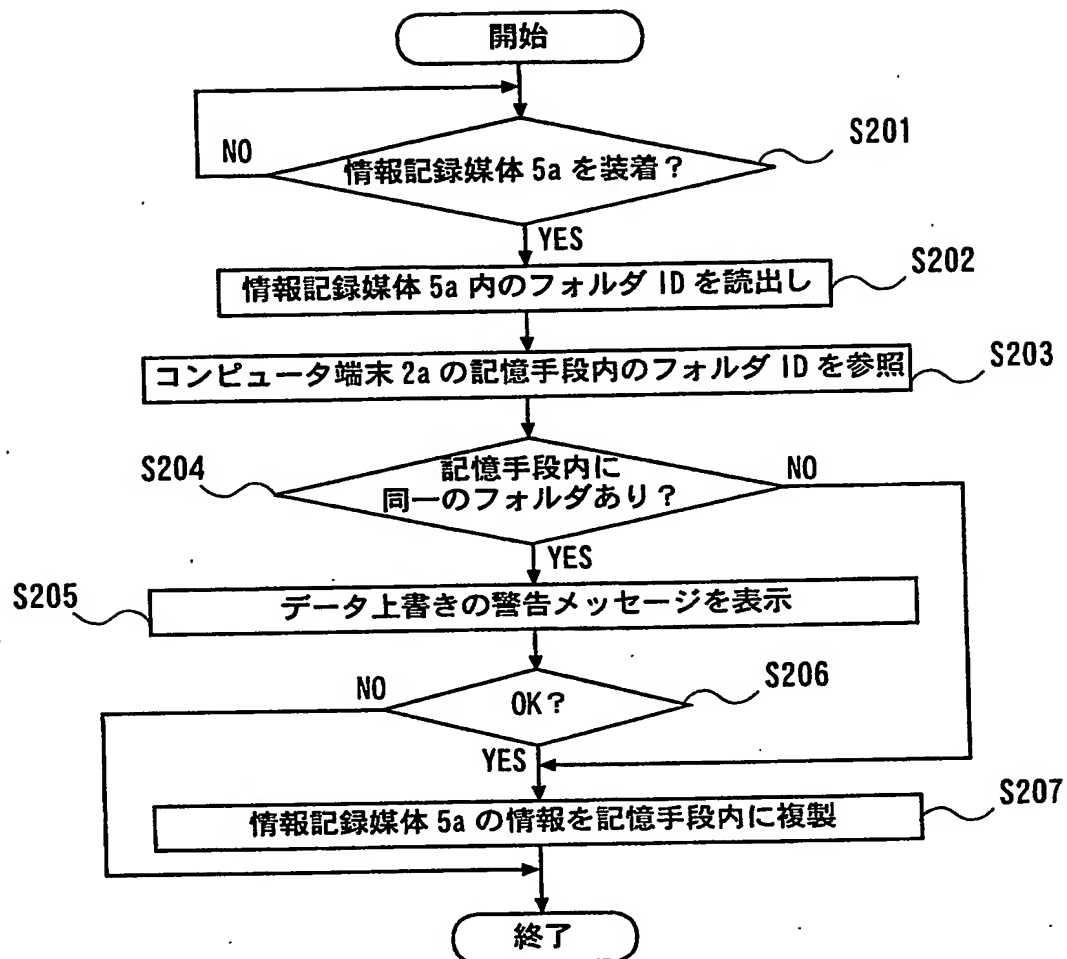 開始
S201
NO
情報記録媒体 5a を装着？
YES
S202
情報記録媒体 5a 内のフォルダ ID を読出し
S203
コンピュータ端末 2a の記憶手段内のフォルダ ID を参照
S204
記憶手段内に
同一のフォルダあり？
NO
YES
S205
データ上書きの警告メッセージを表示
S206
NO
OK？
YES
S207
情報記録媒体 5a の情報を記憶手段内に複製
終了